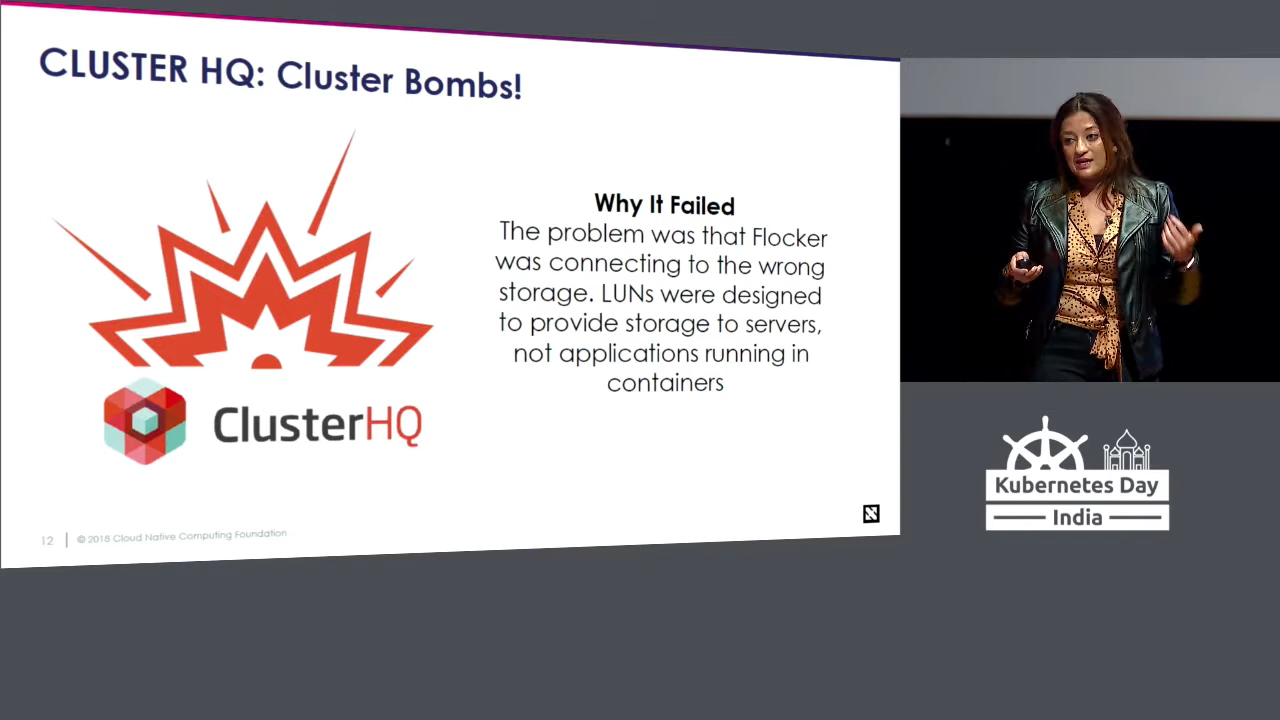 CLUSTER HQ: Cluster Bombs!
Why It Failed
The problem was that Flocker
was connecting to the wrong
storage. LUNs were designed
to provide storage to servers,
not applications running in
containers
ClusterHQ
12
© 2018 Cloud Native Computing Foundation
Kubernetes Day
India